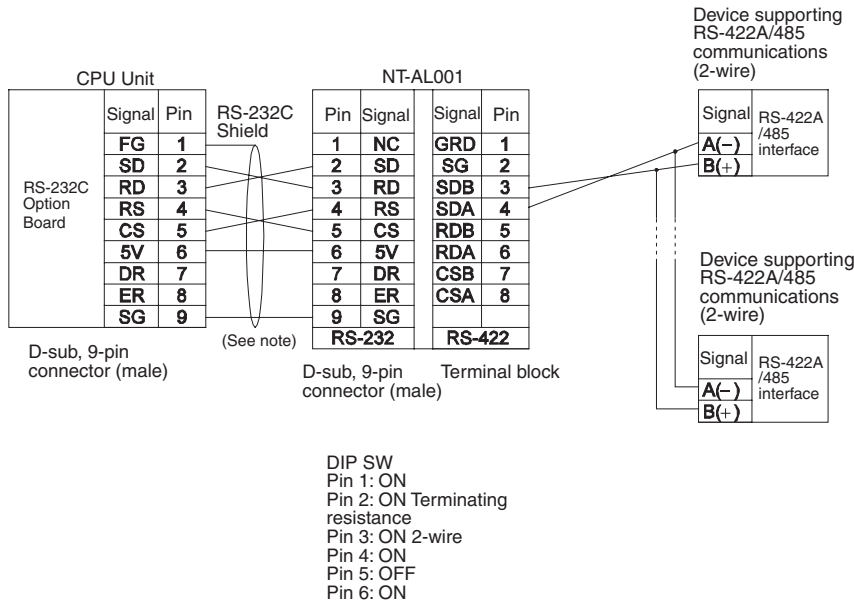 Device supporting
RS-422A/485
communications
(2-wire)
CPU Unit
NT-AL001
Signal Pin
RS-232C
Shield
Pin Signal
Signal Pin
Signal
RS-422A
/485
interface
A(−)
B(+)
RS-232C
Option
Board
FG 1
SD 2
RD 3
RS 4
CS 5
5V 6
DR 7
ER 8
SG 9
(See note)
1 NC
2 SD
3 RD
4 RS
5 CS
6 5V
7 DR
8 ER
9 SG
RS-232
GRD 1
SG 2
SDB 3
SDA 4
RDB 5
RDA 6
CSB 7
CSA 8
RS-422
D-sub, 9-pin
connector (male)
D-sub, 9-pin
connector (male)
Terminal block
Device supporting
RS-422A/485
communications
(2-wire)
Signal
RS-422A
/485
interface
A(−)
B(+)
DIP SW
Pin 1: ON
Pin 2: ON Terminating
resistance
Pin 3: ON 2-wire
Pin 4: ON
Pin 5: OFF
Pin 6: ON